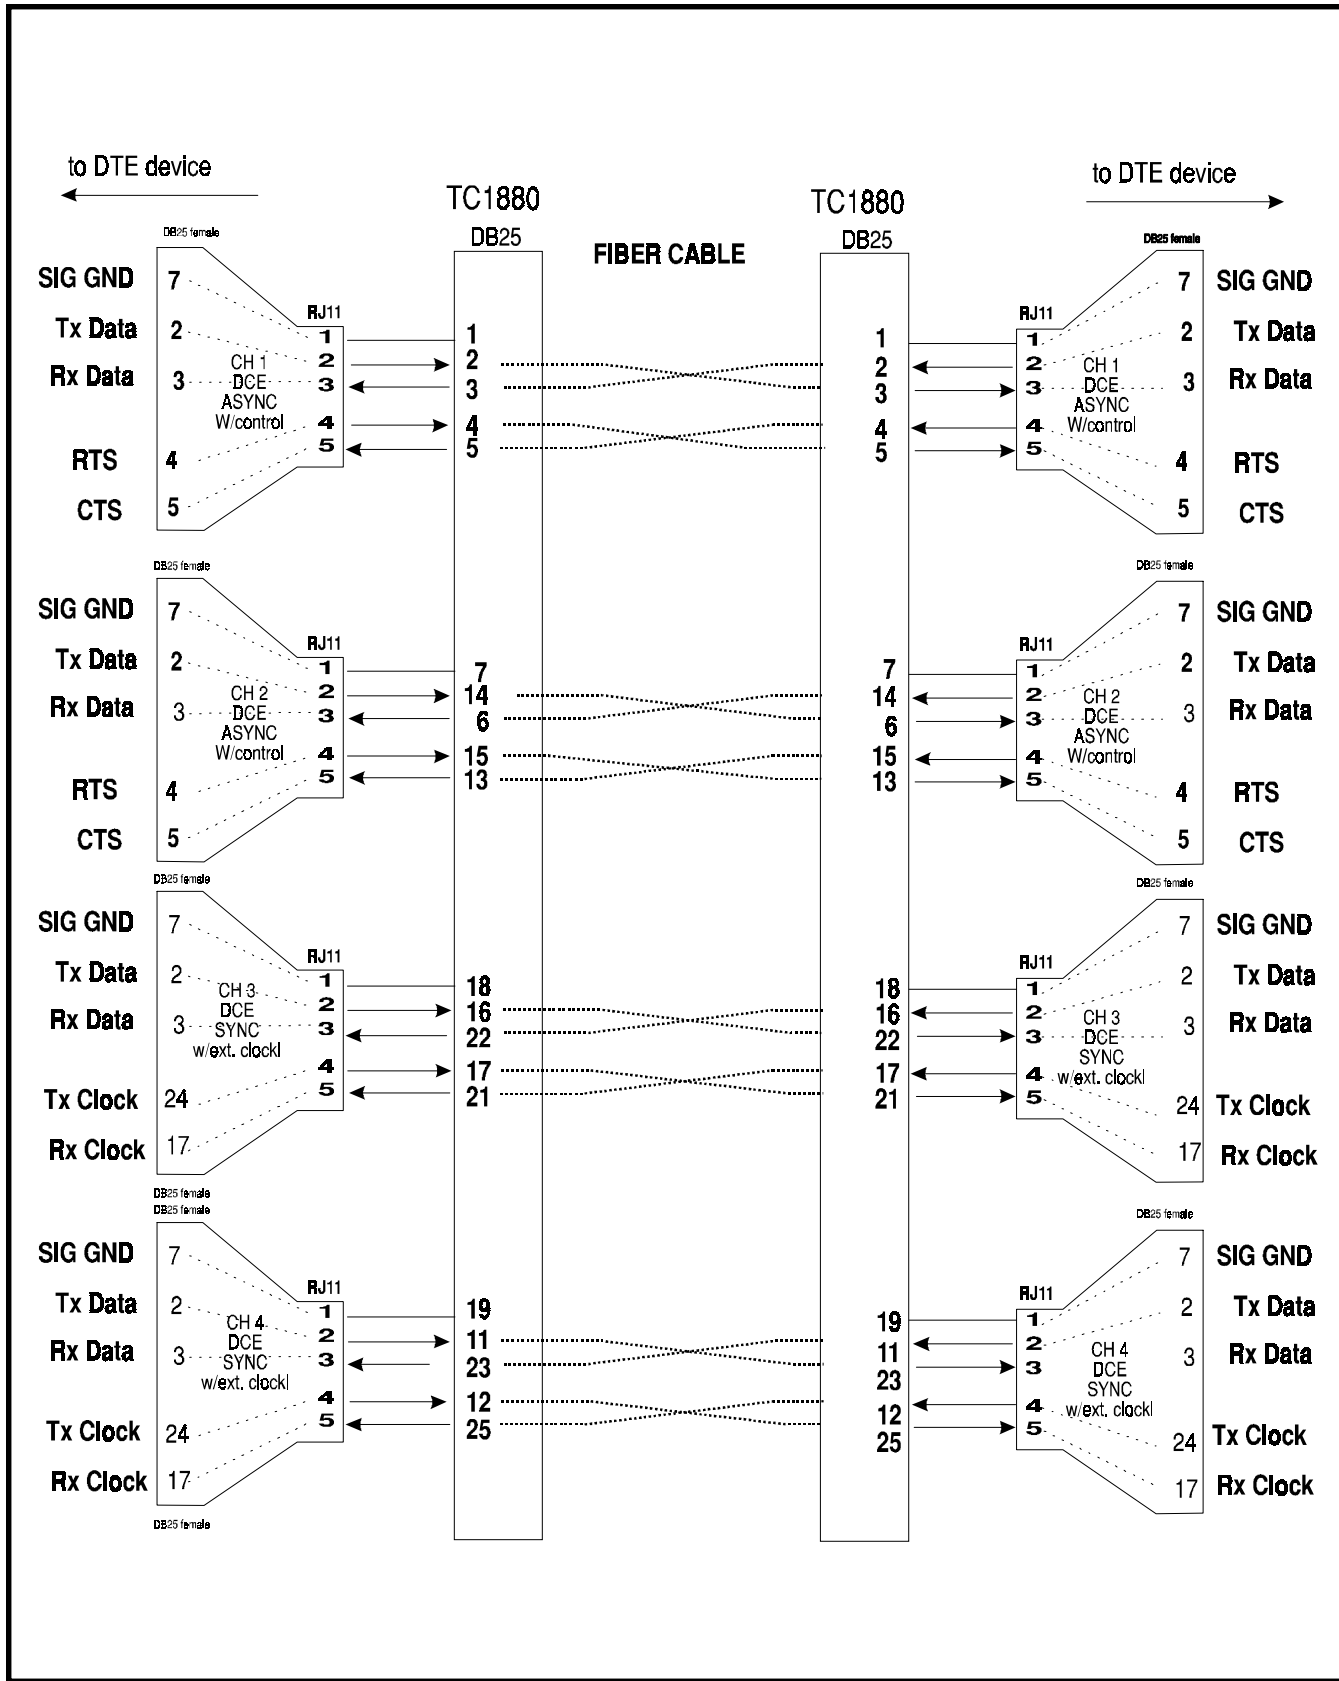 to DTE device
to DTE device
TC1880
TC1880
DB25
DB25
FIBER CABLE
DB25 female
SIG GND 7
Tx Data 2
Rx Data 3
RTS 4
CTS 5
RJ11
1
2
3
4
5
CH 1
DCE
ASYNC
W/control
1
2
3
4
5
1
2
3
4
5
RJ11
1
2
3
4
5
CH 1
DCE
ASYNC
W/control
DB25 female
7 SIG GND
2 Tx Data
3 Rx Data
4 RTS
5 CTS
DB25 female
SIG GND 7
Tx Data 2
Rx Data 3
RTS 4
CTS 5
RJ11
1
2
3
4
5
CH 2
DCE
ASYNC
W/control
7
14
6
15
13
7
14
6
15
13
RJ11
1
2
3
4
5
CH 2
DCE
ASYNC
W/control
DB25 female
7 SIG GND
2 Tx Data
3 Rx Data
4 RTS
5 CTS
DB25 female
SIG GND 7
Tx Data 2
Rx Data 3
Tx Clock 24
Rx Clock 17
DB25 female
RJ11
1
2
3
4
5
CH 3
DCE
SYNC
w/ext. clockl
18
16
22
17
21
18
16
22
17
21
RJ11
1
2
3
4
5
CH 3
DCE
SYNC
w/ext. clockl
DB25 female
7 SIG GND
2 Tx Data
3 Rx Data
24 Tx Clock
17 Rx Clock
DB25 female
SIG GND 7
Tx Data 2
Rx Data 3
Tx Clock 24
Rx Clock 17
DB25 female
RJ11
1
2
3
4
5
CH 4
DCE
SYNC
w/ext. clockl
19
11
23
12
25
19
11
23
12
25
RJ11
1
2
3
4
5
CH 4
DCE
SYNC
w/ext. clockl
DB25 female
7 SIG GND
2 Tx Data
3 Rx Data
24 Tx Clock
17 Rx Clock